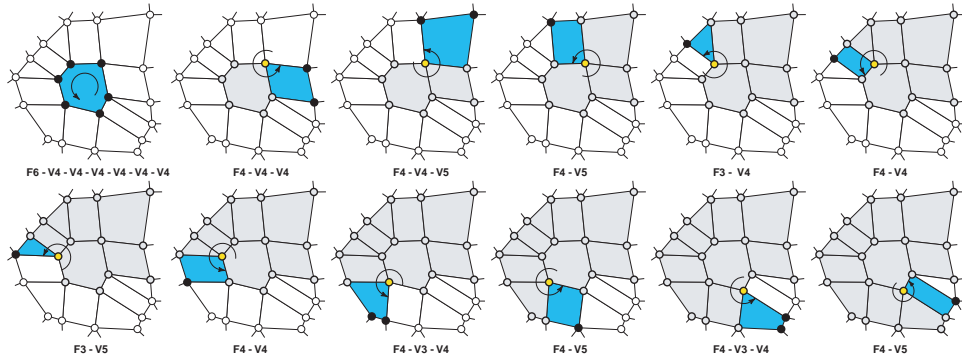 F6 - V4 - V4 - V4 - V4 - V4 - V4
F4 - V4 - V4
F4 - V4 - V5
F4 - V5
F3 - V4
F4 - V4
F3 - V5
F4 - V4
F4 - V3 - V4
F4 - V5
F4 - V3 - V4
F4 - V5